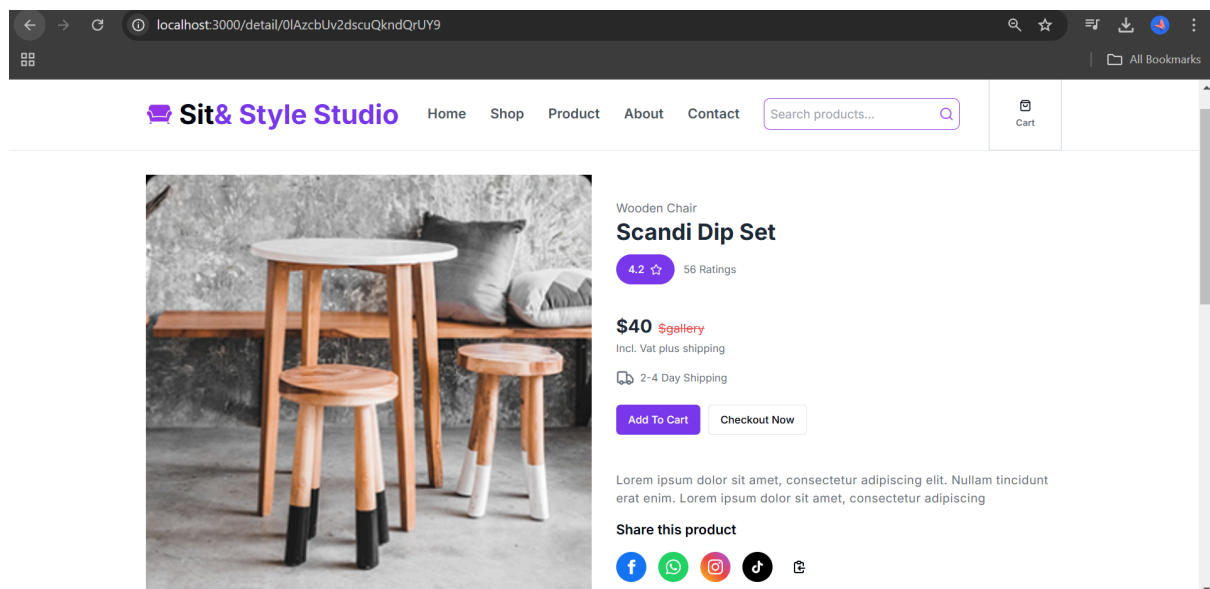 localhost:3000/detail/0lAzcbUv2dscuQkndQrUY9
All Bookmarks
Sit& Style Studio
Home
Shop
Product
About
Contact
Search products...
Cart
Wooden Chair
Scandi Dip Set
4.2
56 Ratings
$40 $gallery
Incl. Vat plus shipping
2-4 Day Shipping
Add To Cart
Checkout Now
Lorem ipsum dolor sit amet, consectetur adipiscing elit. Nullam tincidunt
erat enim. Lorem ipsum dolor sit amet, consectetur adipiscing
Share this product